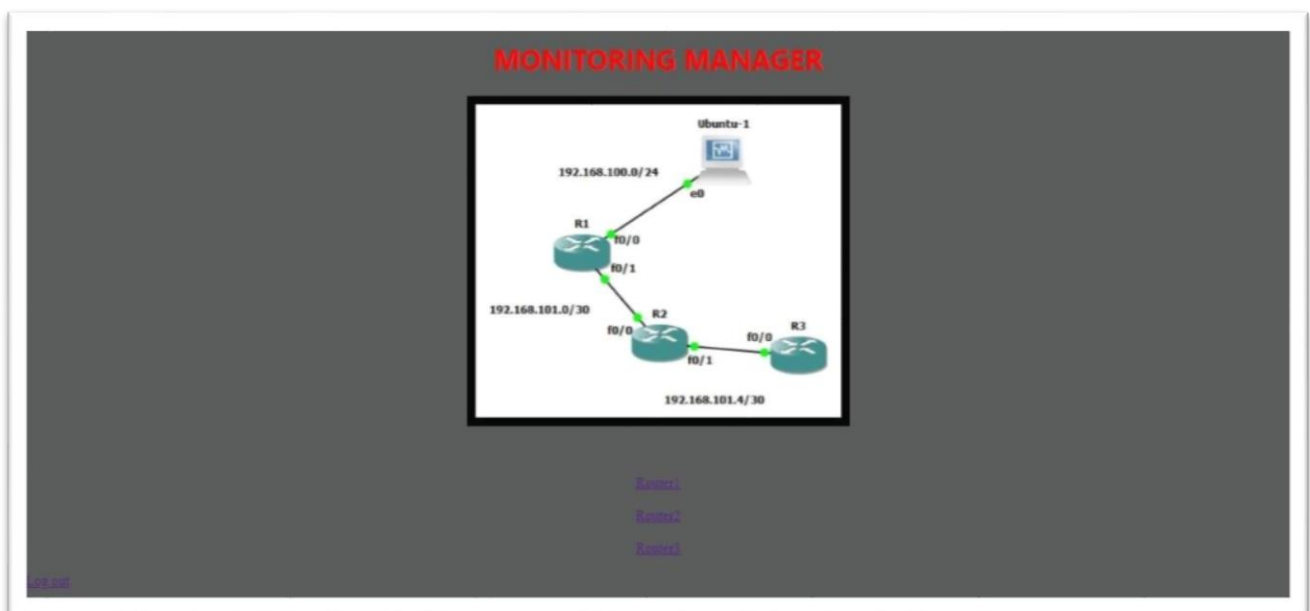 MONITORING MANAGER
Ubuntu-1
192.168.100.0/24
e0
R1
f0/0
f0/1
192.168.101.0/30
R2
R3
f0/0
f0/0
f0/1
192.168.101.4/30
Router1
Router2
Router3
Log out